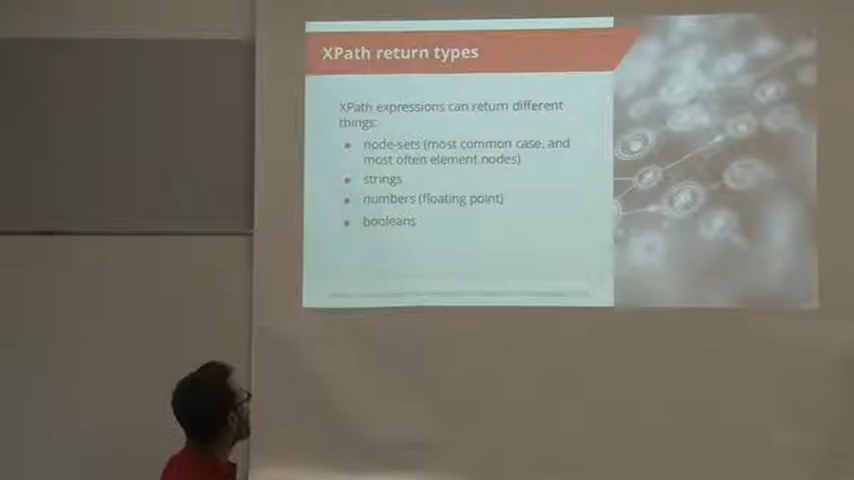 XPath return types
XPath expressions can return different
things:
• node-sets (most common case, and
most often element nodes)
• strings
• numbers (floating point)
• booleans